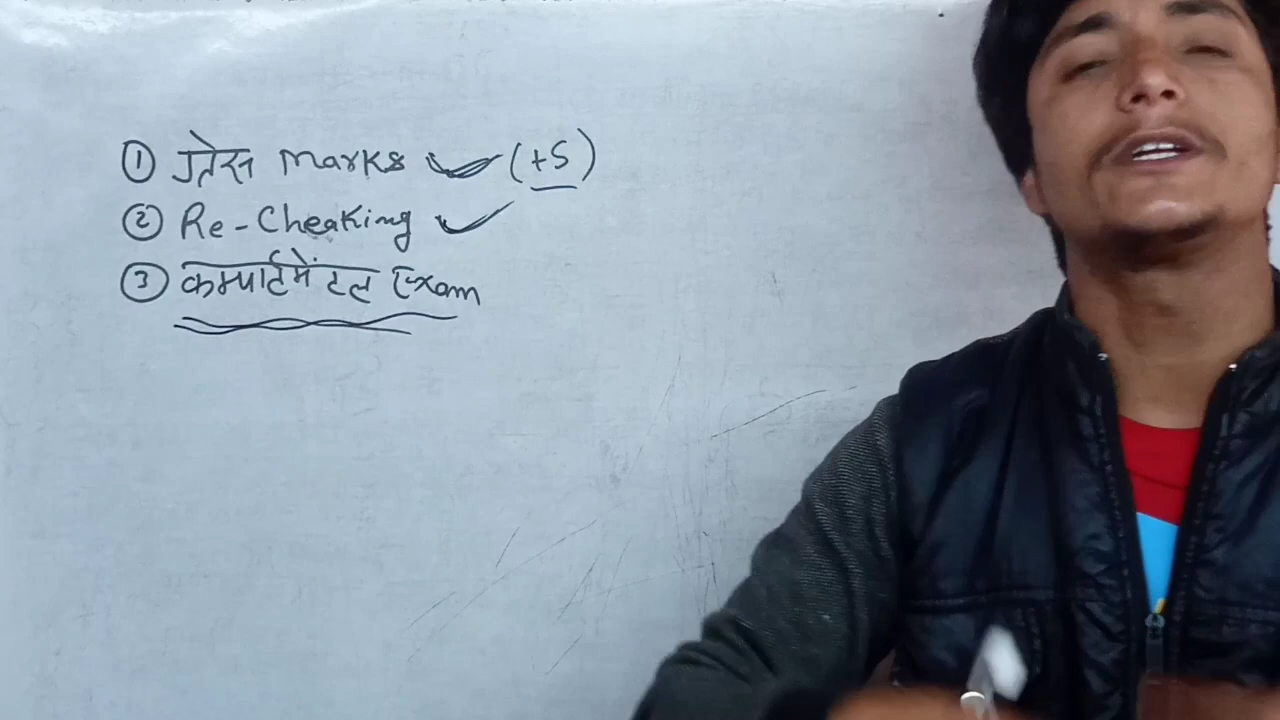 ① ग्रेस Marks ✓ (+5)
② Re-Cheaking ✓
③ कम्पार्टमेंटल Exam